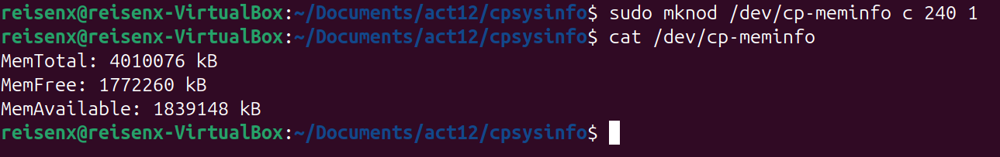 reisenx@reisenx-VirtualBox:~/Documents/act12/cpsysinfo$ sudo mknod /dev/cp-meminfo c 240 1
reisenx@reisenx-VirtualBox:~/Documents/act12/cpsysinfo$ cat /dev/cp-meminfo
MemTotal: 4010076 kB
MemFree: 1772260 kB
MemAvailable: 1839148 kB
reisenx@reisenx-VirtualBox:~/Documents/act12/cpsysinfo$